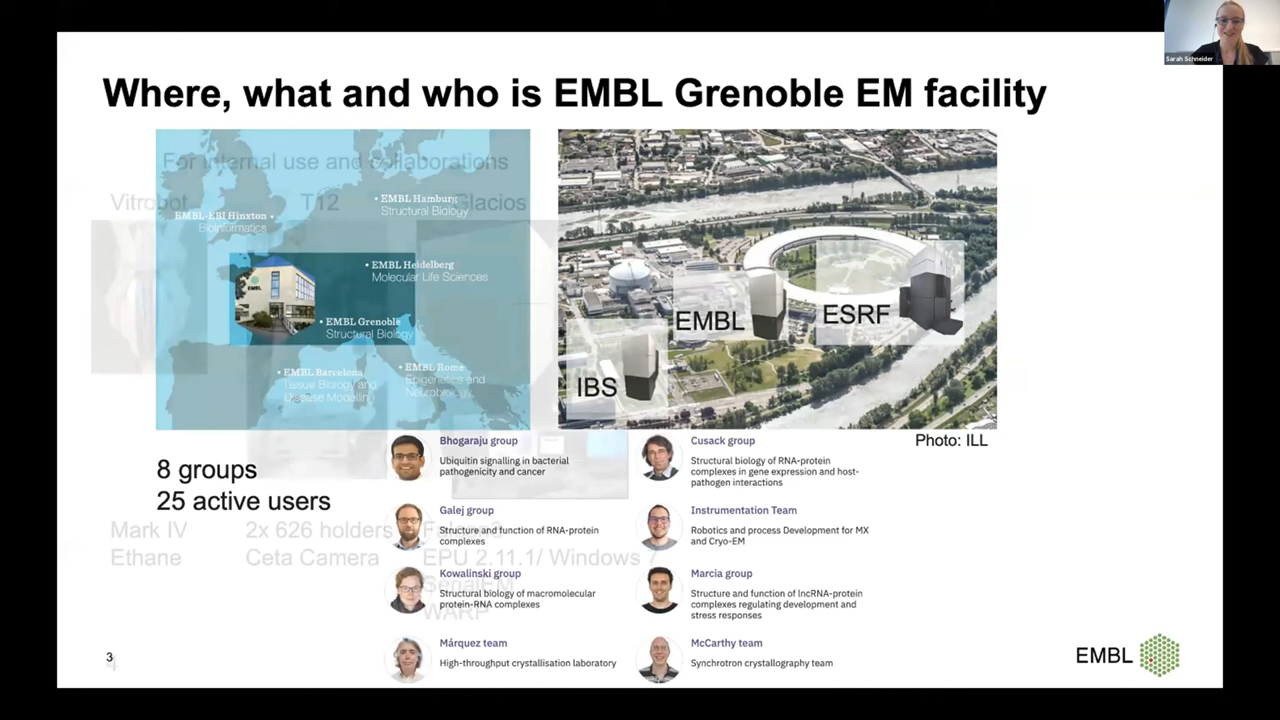 Sarah Schneider
Where, what and who is EMBL Grenoble EM facility
For internal use and collaborations
Vitrobot
T12
Glacios
EMBL-EBI Hinxton
Bioinformatics
EMBL Hamburg
Structural Biology
EMBL Heidelberg
Molecular Life Sciences
EMBL
EMBL Grenoble
Structural Biology
EMBL Barcelona
Tissue Biology and
Disease Modelling
EMBL Rome
Epigenetics and
Neurobiology
IBS
EMBL
ESRF
Photo: ILL
8 groups
25 active users
Bhogaraju group
Ubiquitin signalling in bacterial
pathogenicity and cancer
Cusack group
Structural biology of RNA-protein
complexes in gene expression and host-
pathogen interactions
Galej group
Structure and function of RNA-protein
complexes
Instrumentation Team
Robotics and process Development for MX
and Cryo-EM
Kowalinski group
Structural biology of macromolecular
protein-RNA complexes
Marcia group
Structure and function of lncRNA-protein
complexes regulating development and
stress responses
Márquez team
High-throughput crystallisation laboratory
McCarthy team
Synchrotron crystallography team
Mark IV
Ethane
2x 626 holders
Ceta Camera
EPU 2.11.1/ Windows 7
SerialEM
WARP
3
EMBL